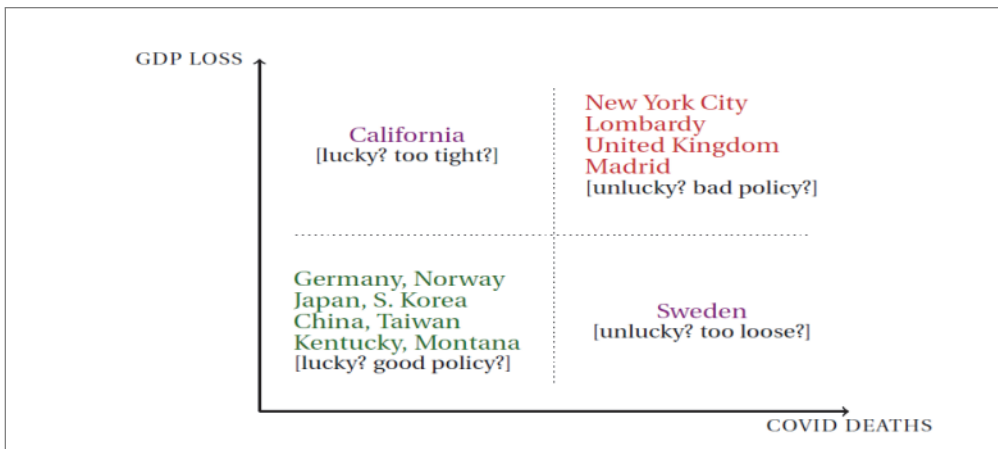 GDP LOSS
California
[lucky? too tight?]
New York City
Lombardy
United Kingdom
Madrid
[unlucky? bad policy?]
Germany, Norway
Japan, S. Korea
China, Taiwan
Kentucky, Montana
[lucky? good policy?]
Sweden
[unlucky? too loose?]
COVID DEATHS